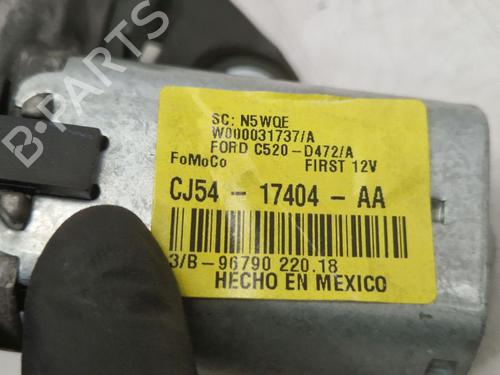 SC: N5WQE
W000031737/A
FORD C520-D472/A
FoMoCo FIRST 12V
CJ54 - 17404 - AA
3/B-96790 220.18
HECHO EN MEXICO
B-PARTS